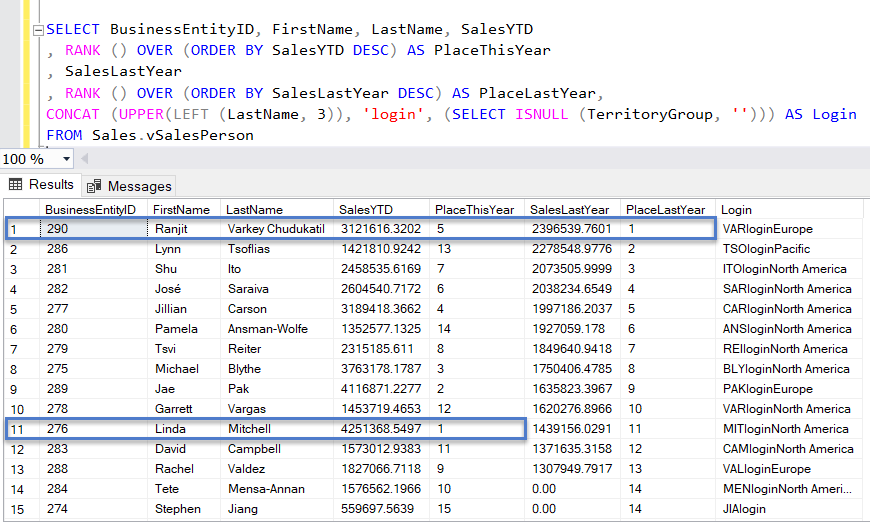 SELECT BusinessEntityID, FirstName, LastName, SalesYTD
, RANK () OVER (ORDER BY SalesYTD DESC) AS PlaceThisYear
, SalesLastYear
, RANK () OVER (ORDER BY SalesLastYear DESC) AS PlaceLastYear,
CONCAT (UPPER(LEFT (LastName, 3)), 'login', (SELECT ISNULL (TerritoryGroup, ''))) AS Login
FROM Sales.vSalesPerson
100 %
Results Messages
BusinessEntityID FirstName LastName SalesYTD PlaceThisYear SalesLastYear PlaceLastYear Login
1 290 Ranjit Varkey Chudukatil 3121616.3202 5 2396539.7601 1 VARloginEurope
2 286 Lynn Tsoflias 1421810.9242 13 2278548.9776 2 TSOloginPacific
3 281 Shu Ito 2458535.6169 7 2073505.9999 3 ITOloginNorth America
4 282 José Saraiva 2604540.7172 6 2038234.6549 4 SARloginNorth America
5 277 Jillian Carson 3189418.3662 4 1997186.2037 5 CARloginNorth America
6 280 Pamela Ansman-Wolfe 1352577.1325 14 1927059.178 6 ANSloginNorth America
7 279 Tsvi Reiter 2315185.611 8 1849640.9418 7 REIloginNorth America
8 275 Michael Blythe 3763178.1787 3 1750406.4785 8 BLYloginNorth America
9 289 Jae Pak 4116871.2277 2 1635823.3967 9 PAKloginEurope
10 278 Garrett Vargas 1453719.4653 12 1620276.8966 10 VARloginNorth America
11 276 Linda Mitchell 4251368.5497 1 1439156.0291 11 MITloginNorth America
12 283 David Campbell 1573012.9383 11 1371635.3158 12 CAMloginNorth America
13 288 Rachel Valdez 1827066.7118 9 1307949.7917 13 VALloginEurope
14 284 Tete Mensa-Annan 1576562.1966 10 0.00 14 MENloginNorth Ameri...
15 274 Stephen Jiang 559697.5639 15 0.00 14 JIAlogin